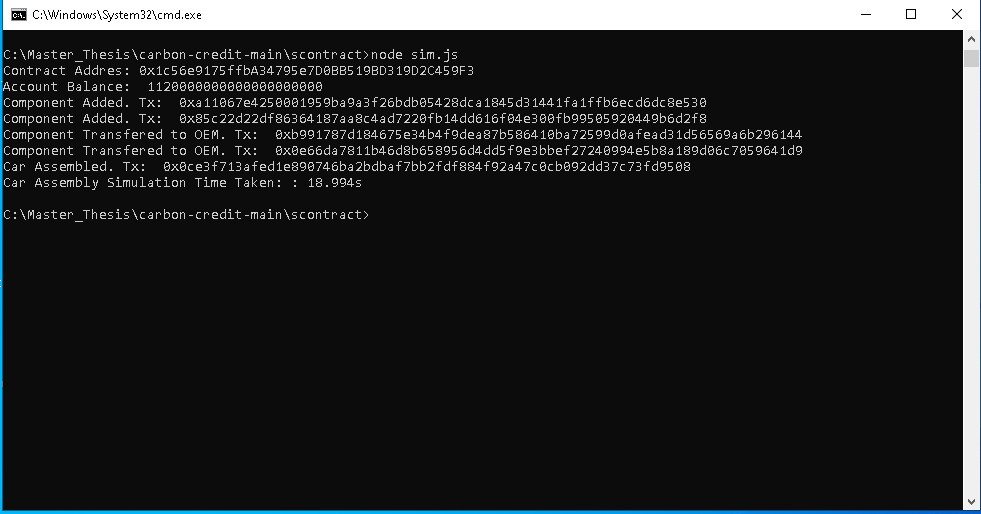 C:\Windows\System32\cmd.exe
C:\Master_Thesis\carbon-credit-main\scontract>node sim.js
Contract Addres: 0x1c56e9175ffbA34795e7D0BB519BD319D2C459F3
Account Balance:  1120000000000000000000
Component Added. Tx:  0xa11067e4250001959ba9a3f26bdb05428dca1845d31441fa1ffb6ecd6dc8e530
Component Added. Tx:  0x85c22d22df86364187aa8c4ad7220fb14dd616f04e300fb99505920449b6d2f8
Component Transfered to OEM. Tx:  0xb991787d184675e34b4f9dea87b586410ba72599d0afead31d56569a6b296144
Component Transfered to OEM. Tx:  0x0e66da7811b46d8b658956d4dd5f9e3bbef27240994e5b8a189d06c7059641d9
Car Assembled. Tx:  0x0ce3f713afed1e890746ba2bdbaf7bb2fdf884f92a47c0cb092dd37c73fd9508
Car Assembly Simulation Time Taken: : 18.994s
C:\Master_Thesis\carbon-credit-main\scontract>